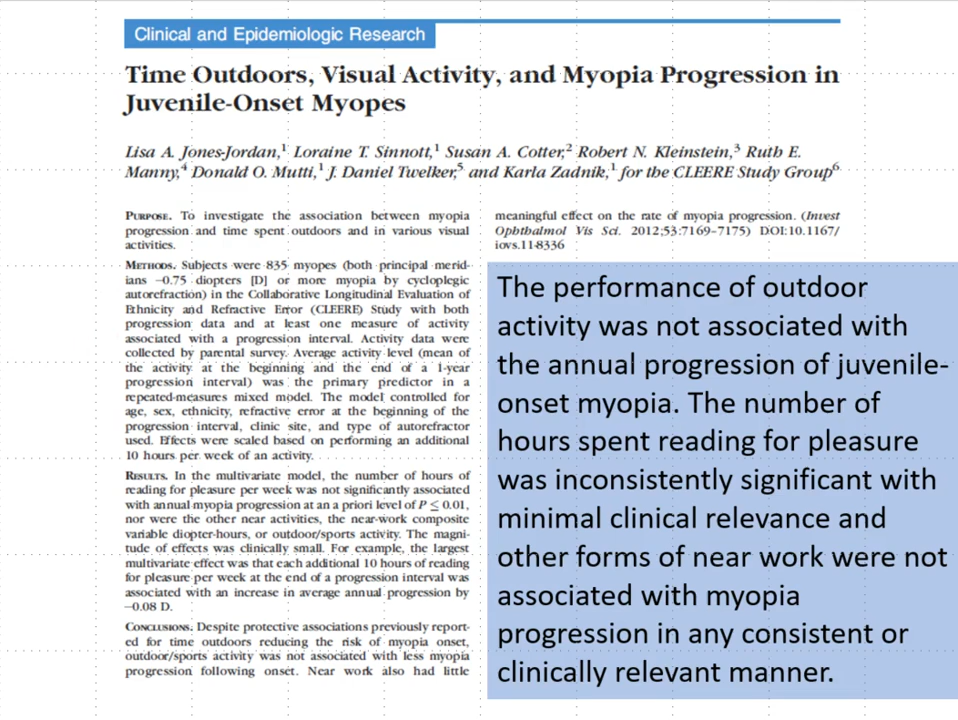 Clinical and Epidemiologic Research
Time Outdoors, Visual Activity, and Myopia Progression in
Juvenile-Onset Myopes
Lisa A. Jones-Jordan,1 Loraine T. Sinnott,1 Susan A. Cotter,2 Robert N. Kleinstein,3 Ruth E.
Manny,4 Donald O. Mutti,1 J. Daniel Twelker,5 and Karla Zadnik,1 for the CLEERE Study Group6
PURPOSE. To investigate the association between myopia
progression and time spent outdoors and in various visual
activities.
METHODS. Subjects were 835 myopes (both principal merid-
ians −0.75 diopters [D] or more myopia by cycloplegic
autorefraction) in the Collaborative Longitudinal Evaluation of
Ethnicity and Refractive Error (CLEERE) Study with both
progression data and at least one measure of activity
associated with a progression interval. Activity data were
collected by parental survey. Average activity level (mean of
the activity at the beginning and the end of a 1-year
progression interval) was the primary predictor in a
repeated-measures mixed model. The model controlled for
age, sex, ethnicity, refractive error at the beginning of the
progression interval, clinic site, and type of autorefractor
used. Effects were scaled based on performing an additional
10 hours per week of an activity.
RESULTS. In the multivariate model, the number of hours of
reading for pleasure per week was not significantly associated
with annual myopia progression at an a priori level of P ≤ 0.01,
nor were the other near activities, the near-work composite
variable diopter-hours, or outdoor/sports activity. The magni-
tude of effects was clinically small. For example, the largest
multivariate effect was that each additional 10 hours of reading
for pleasure per week at the end of a progression interval was
associated with an increase in average annual progression by
−0.08 D.
CONCLUSIONS. Despite protective associations previously report-
ed for time outdoors reducing the risk of myopia onset,
outdoor/sports activity was not associated with less myopia
progression following onset. Near work also had little
meaningful effect on the rate of myopia progression. (Invest
Ophthalmol Vis Sci. 2012;53:7169–7175) DOI:10.1167/
iovs.11-8336
The performance of outdoor
activity was not associated with
the annual progression of juvenile-
onset myopia. The number of
hours spent reading for pleasure
was inconsistently significant with
minimal clinical relevance and
other forms of near work were not
associated with myopia
progression in any consistent or
clinically relevant manner.